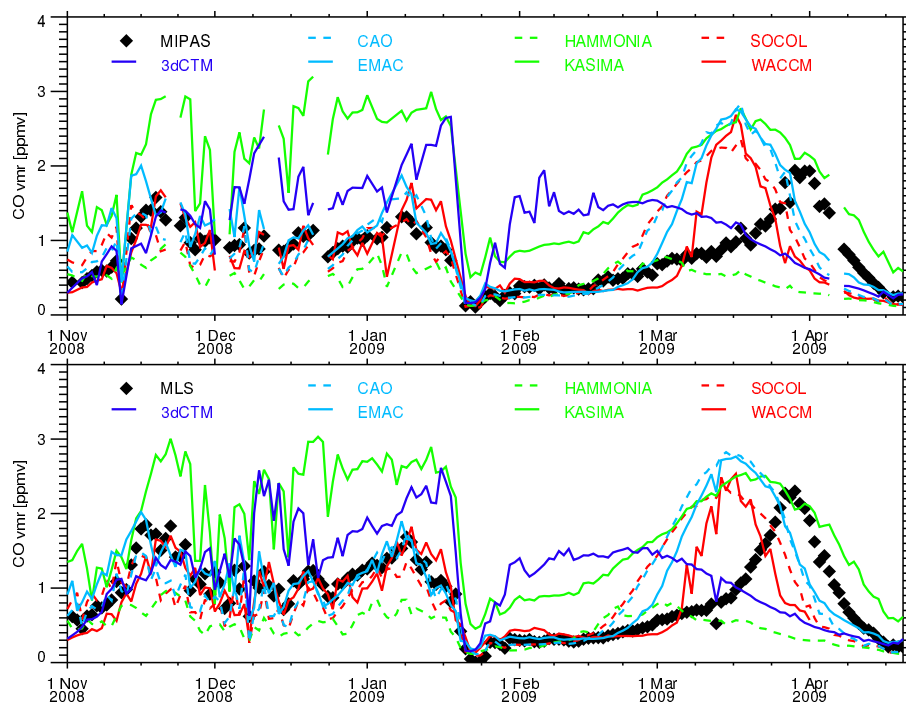 4
MIPAS CAO HAMMONIA SOCOL
3dCTM EMAC KASIMA WACCM
3
2
1
0
CO vmr [ppmv]
1 Nov 1 Dec 1 Jan 1 Feb 1 Mar 1 Apr
2008 2008 2009 2009 2009 2009
4
MLS CAO HAMMONIA SOCOL
3dCTM EMAC KASIMA WACCM
3
2
1
0
CO vmr [ppmv]
1 Nov 1 Dec 1 Jan 1 Feb 1 Mar 1 Apr
2008 2008 2009 2009 2009 2009